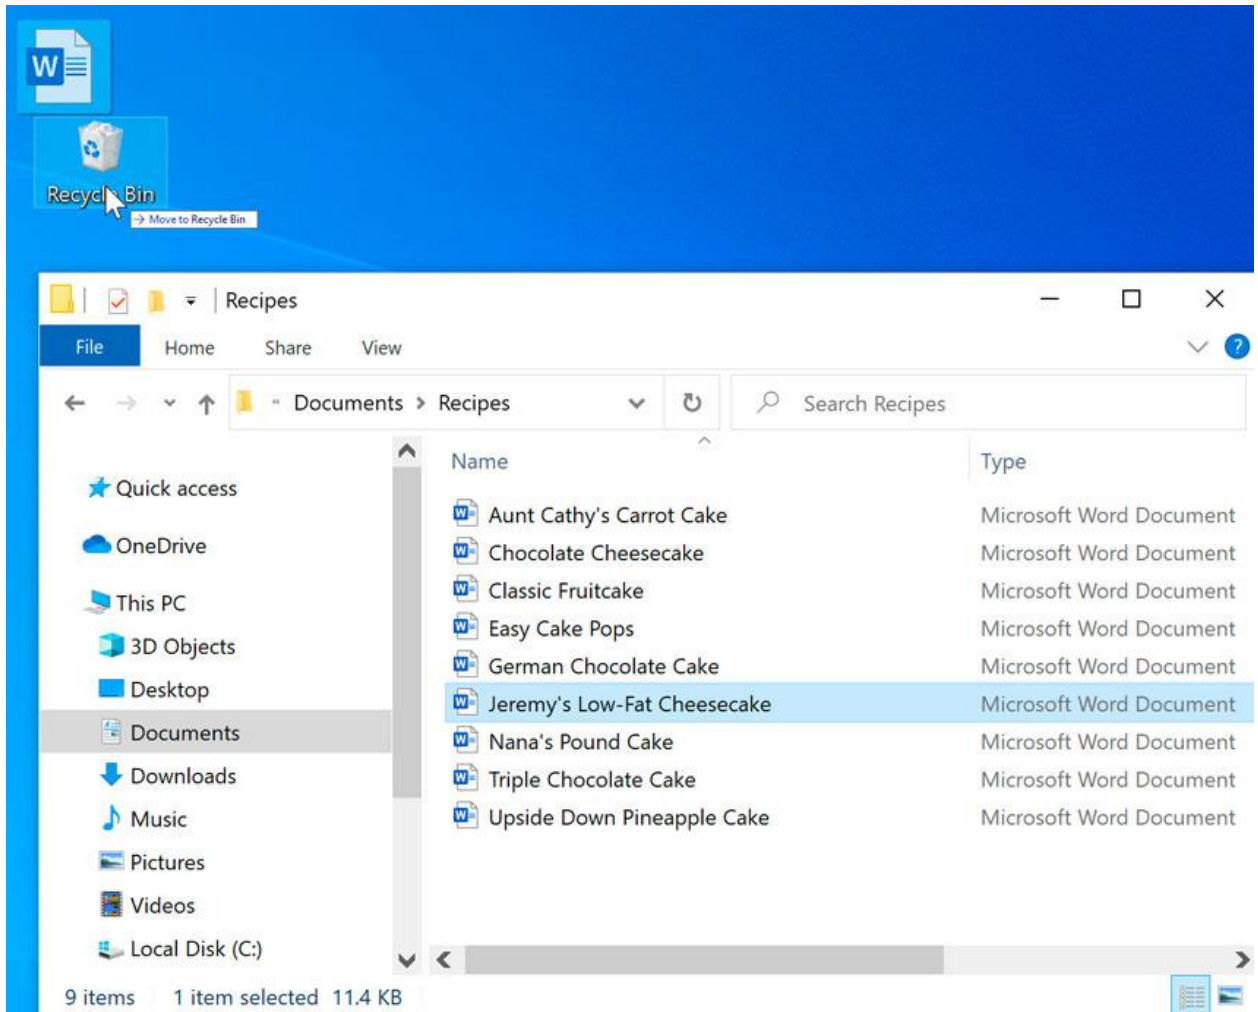 W
Recycle Bin
Move to Recycle Bin
Recipes
File Home Share View
Documents Recipes Search Recipes
Name Type
Quick access
OneDrive
This PC
3D Objects
Desktop
Documents
Downloads
Music
Pictures
Videos
Local Disk (C:)
Aunt Cathy's Carrot Cake Microsoft Word Document
Chocolate Cheesecake Microsoft Word Document
Classic Fruitcake Microsoft Word Document
Easy Cake Pops Microsoft Word Document
German Chocolate Cake Microsoft Word Document
Jeremy's Low-Fat Cheesecake Microsoft Word Document
Nana's Pound Cake Microsoft Word Document
Triple Chocolate Cake Microsoft Word Document
Upside Down Pineapple Cake Microsoft Word Document
9 items 1 item selected 11.4 KB